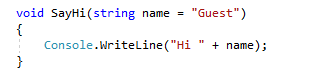 void SayHi(string name = "Guest")
{
    Console.WriteLine("Hi " + name);
}